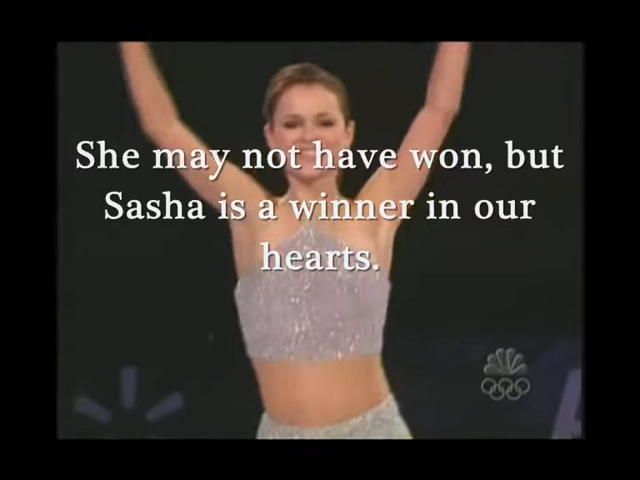 She may not have won, but
Sasha is a winner in our
hearts.